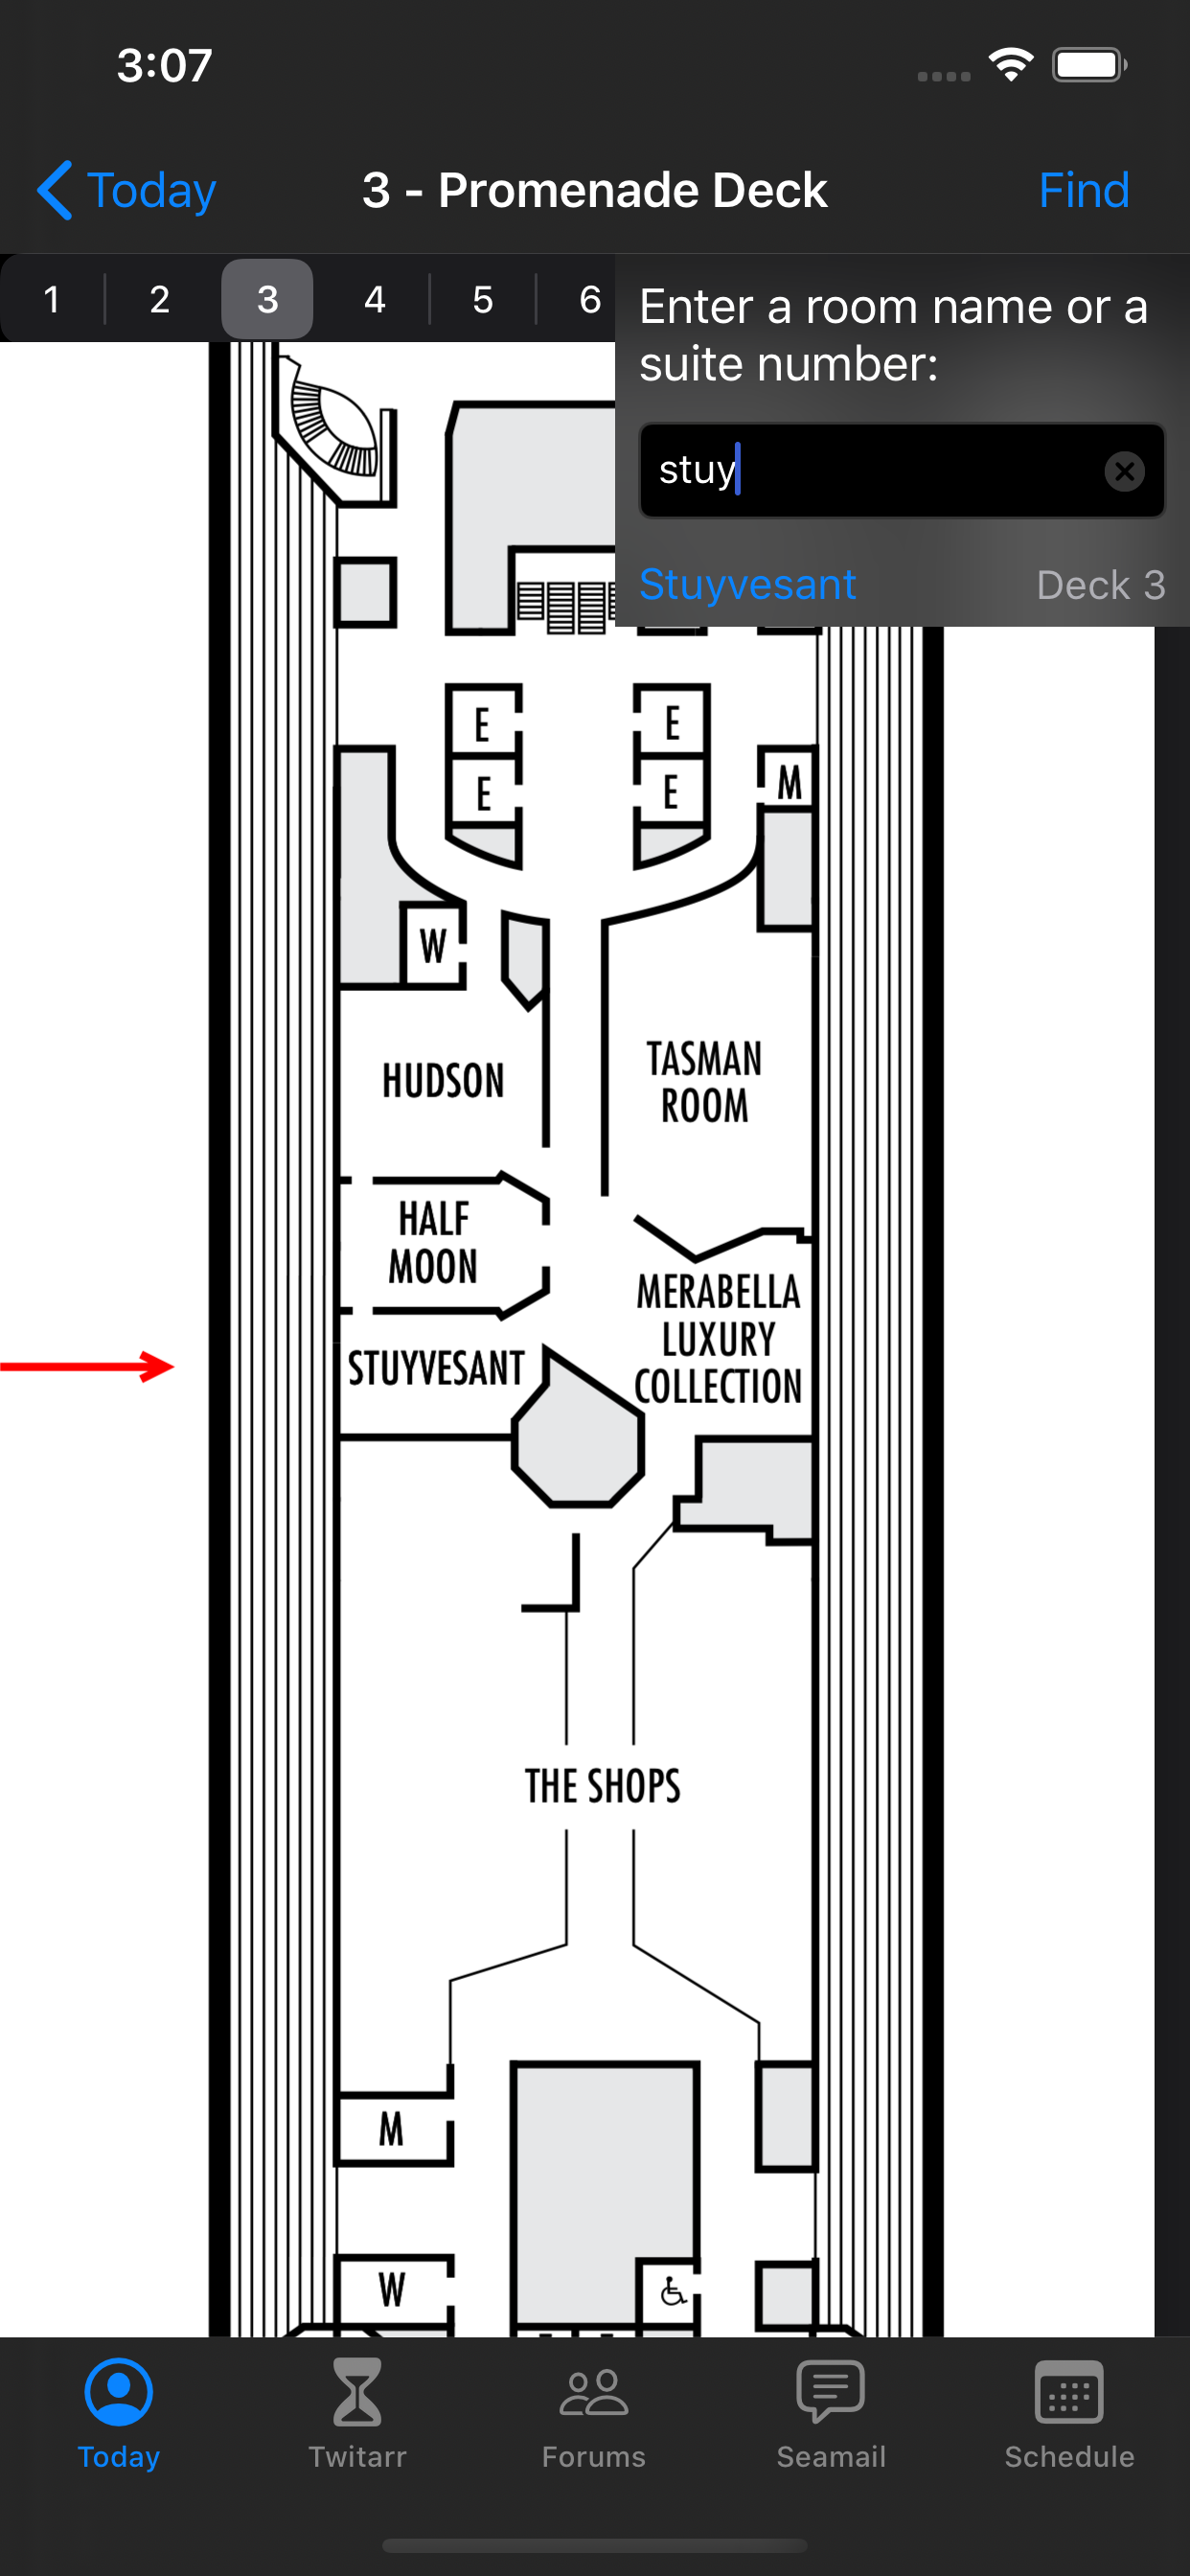 3:07
Today
3 - Promenade Deck
Find
1 2 3 4 5 6
Enter a room name or a
suite number:
stuy
Stuyvesant Deck 3
E E
E E M
W
HUDSON
TASMAN
ROOM
HALF
MOON
MERABELLA
LUXURY
COLLECTION
STUYVESANT
THE SHOPS
M
W
Today Twitarr Forums Seamail Schedule